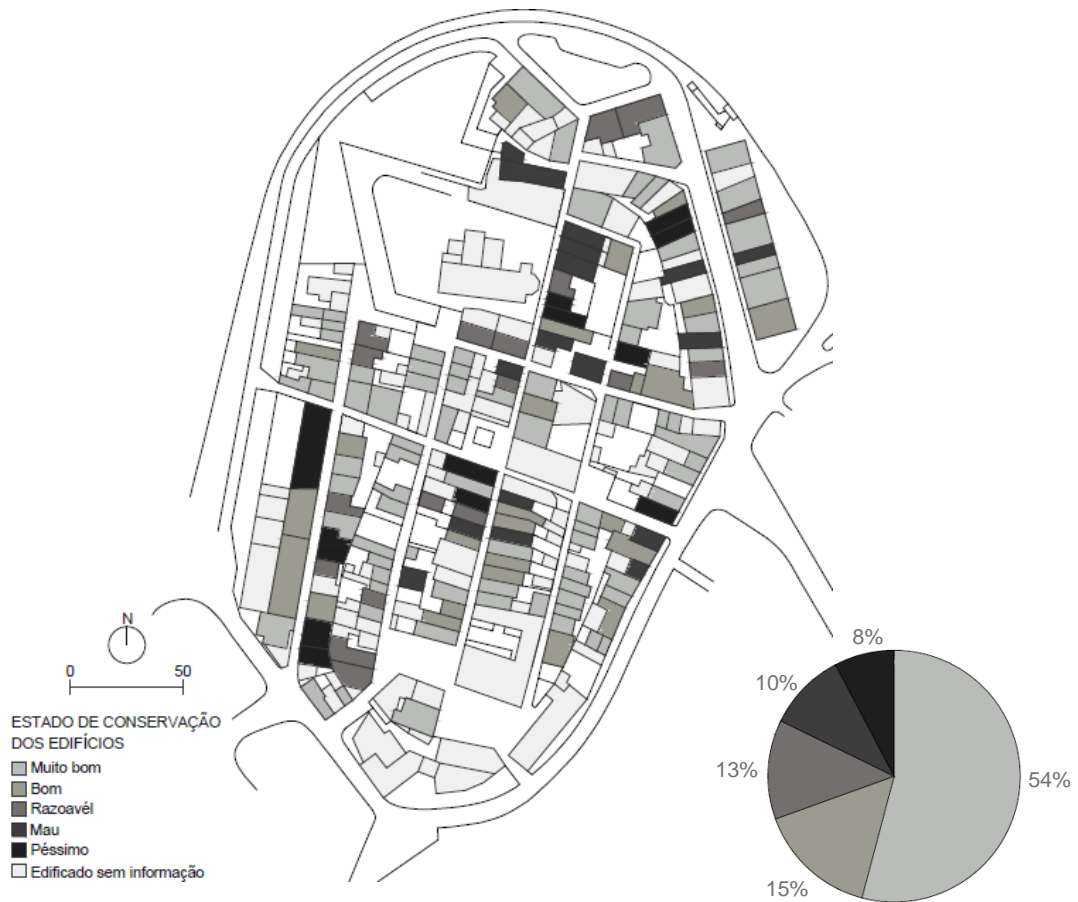 N
0 50
ESTADO DE CONSERVAÇÃO
DOS EDIFÍCIOS
Muito bom
Bom
Razoavél
Mau
Péssimo
Edificado sem informação
8%
10%
13%
54%
15%